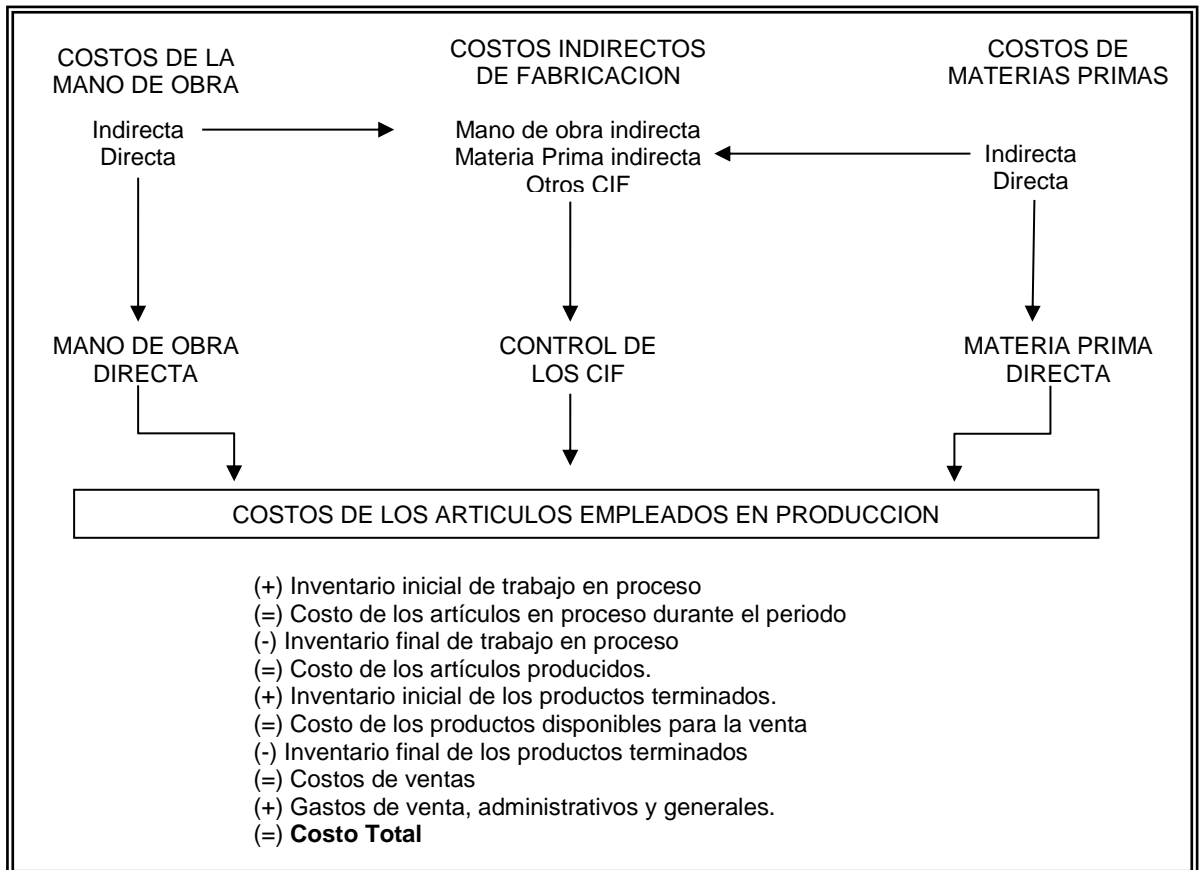 COSTOS DE LA
MANO DE OBRA
COSTOS INDIRECTOS
DE FABRICACION
COSTOS DE
MATERIAS PRIMAS
Indirecta
Directa
Mano de obra indirecta
Materia Prima indirecta
Otros CIF
Indirecta
Directa
MANO DE OBRA
DIRECTA
CONTROL DE
LOS CIF
MATERIA PRIMA
DIRECTA
COSTOS DE LOS ARTICULOS EMPLEADOS EN PRODUCCION
(+) Inventario inicial de trabajo en proceso
(=) Costo de los artículos en proceso durante el periodo
(-) Inventario final de trabajo en proceso
(=) Costo de los artículos producidos.
(+) Inventario inicial de los productos terminados.
(=) Costo de los productos disponibles para la venta
(-) Inventario final de los productos terminados
(=) Costos de ventas
(+) Gastos de venta, administrativos y generales.
(=) Costo Total